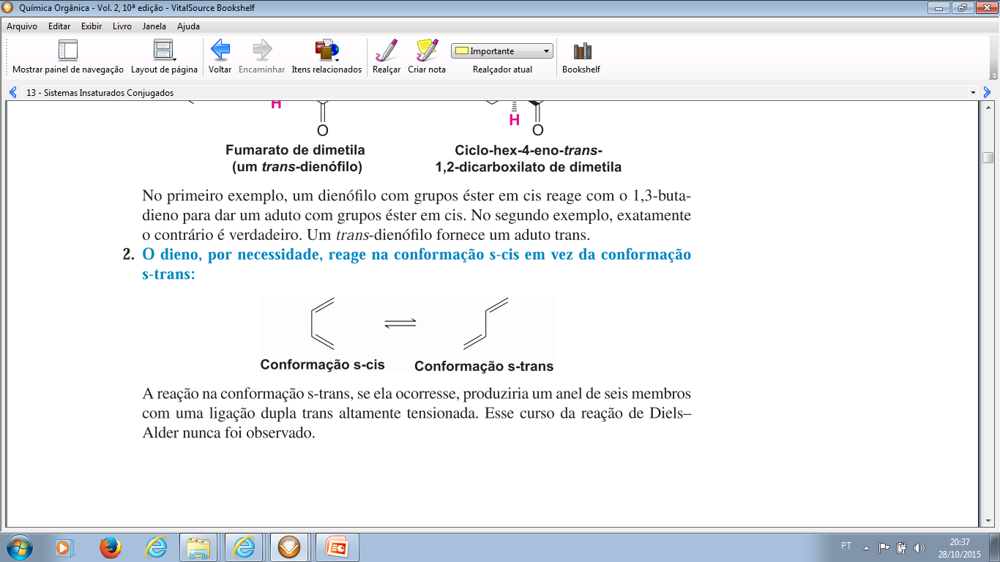 Química Orgânica - Vol. 2, 10ª edição - VitalSource Bookshelf
Arquivo Editar Exibir Livro Janela Ajuda
Mostrar painel de navegação Layout de página Voltar Encaminhar Itens relacionados Realçar Criar nota Importante Realçador atual Bookshelf
13 - Sistemas Insaturados Conjugados
H O H O
Fumarato de dimetila
(um trans-dienófilo)
Ciclo-hex-4-eno-trans-
1,2-dicarboxilato de dimetila
No primeiro exemplo, um dienófilo com grupos éster em cis reage com o 1,3-buta-
dieno para dar um aduto com grupos éster em cis. No segundo exemplo, exatamente
o contrário é verdadeiro. Um trans-dienófilo fornece um aduto trans.
2. O dieno, por necessidade, reage na conformação s-cis em vez da conformação
s-trans:
Conformação s-cis Conformação s-trans
A reação na conformação s-trans, se ela ocorresse, produziria um anel de seis membros
com uma ligação dupla trans altamente tensionada. Esse curso da reação de Diels–
Alder nunca foi observado.
PT 20:37
28/10/2015